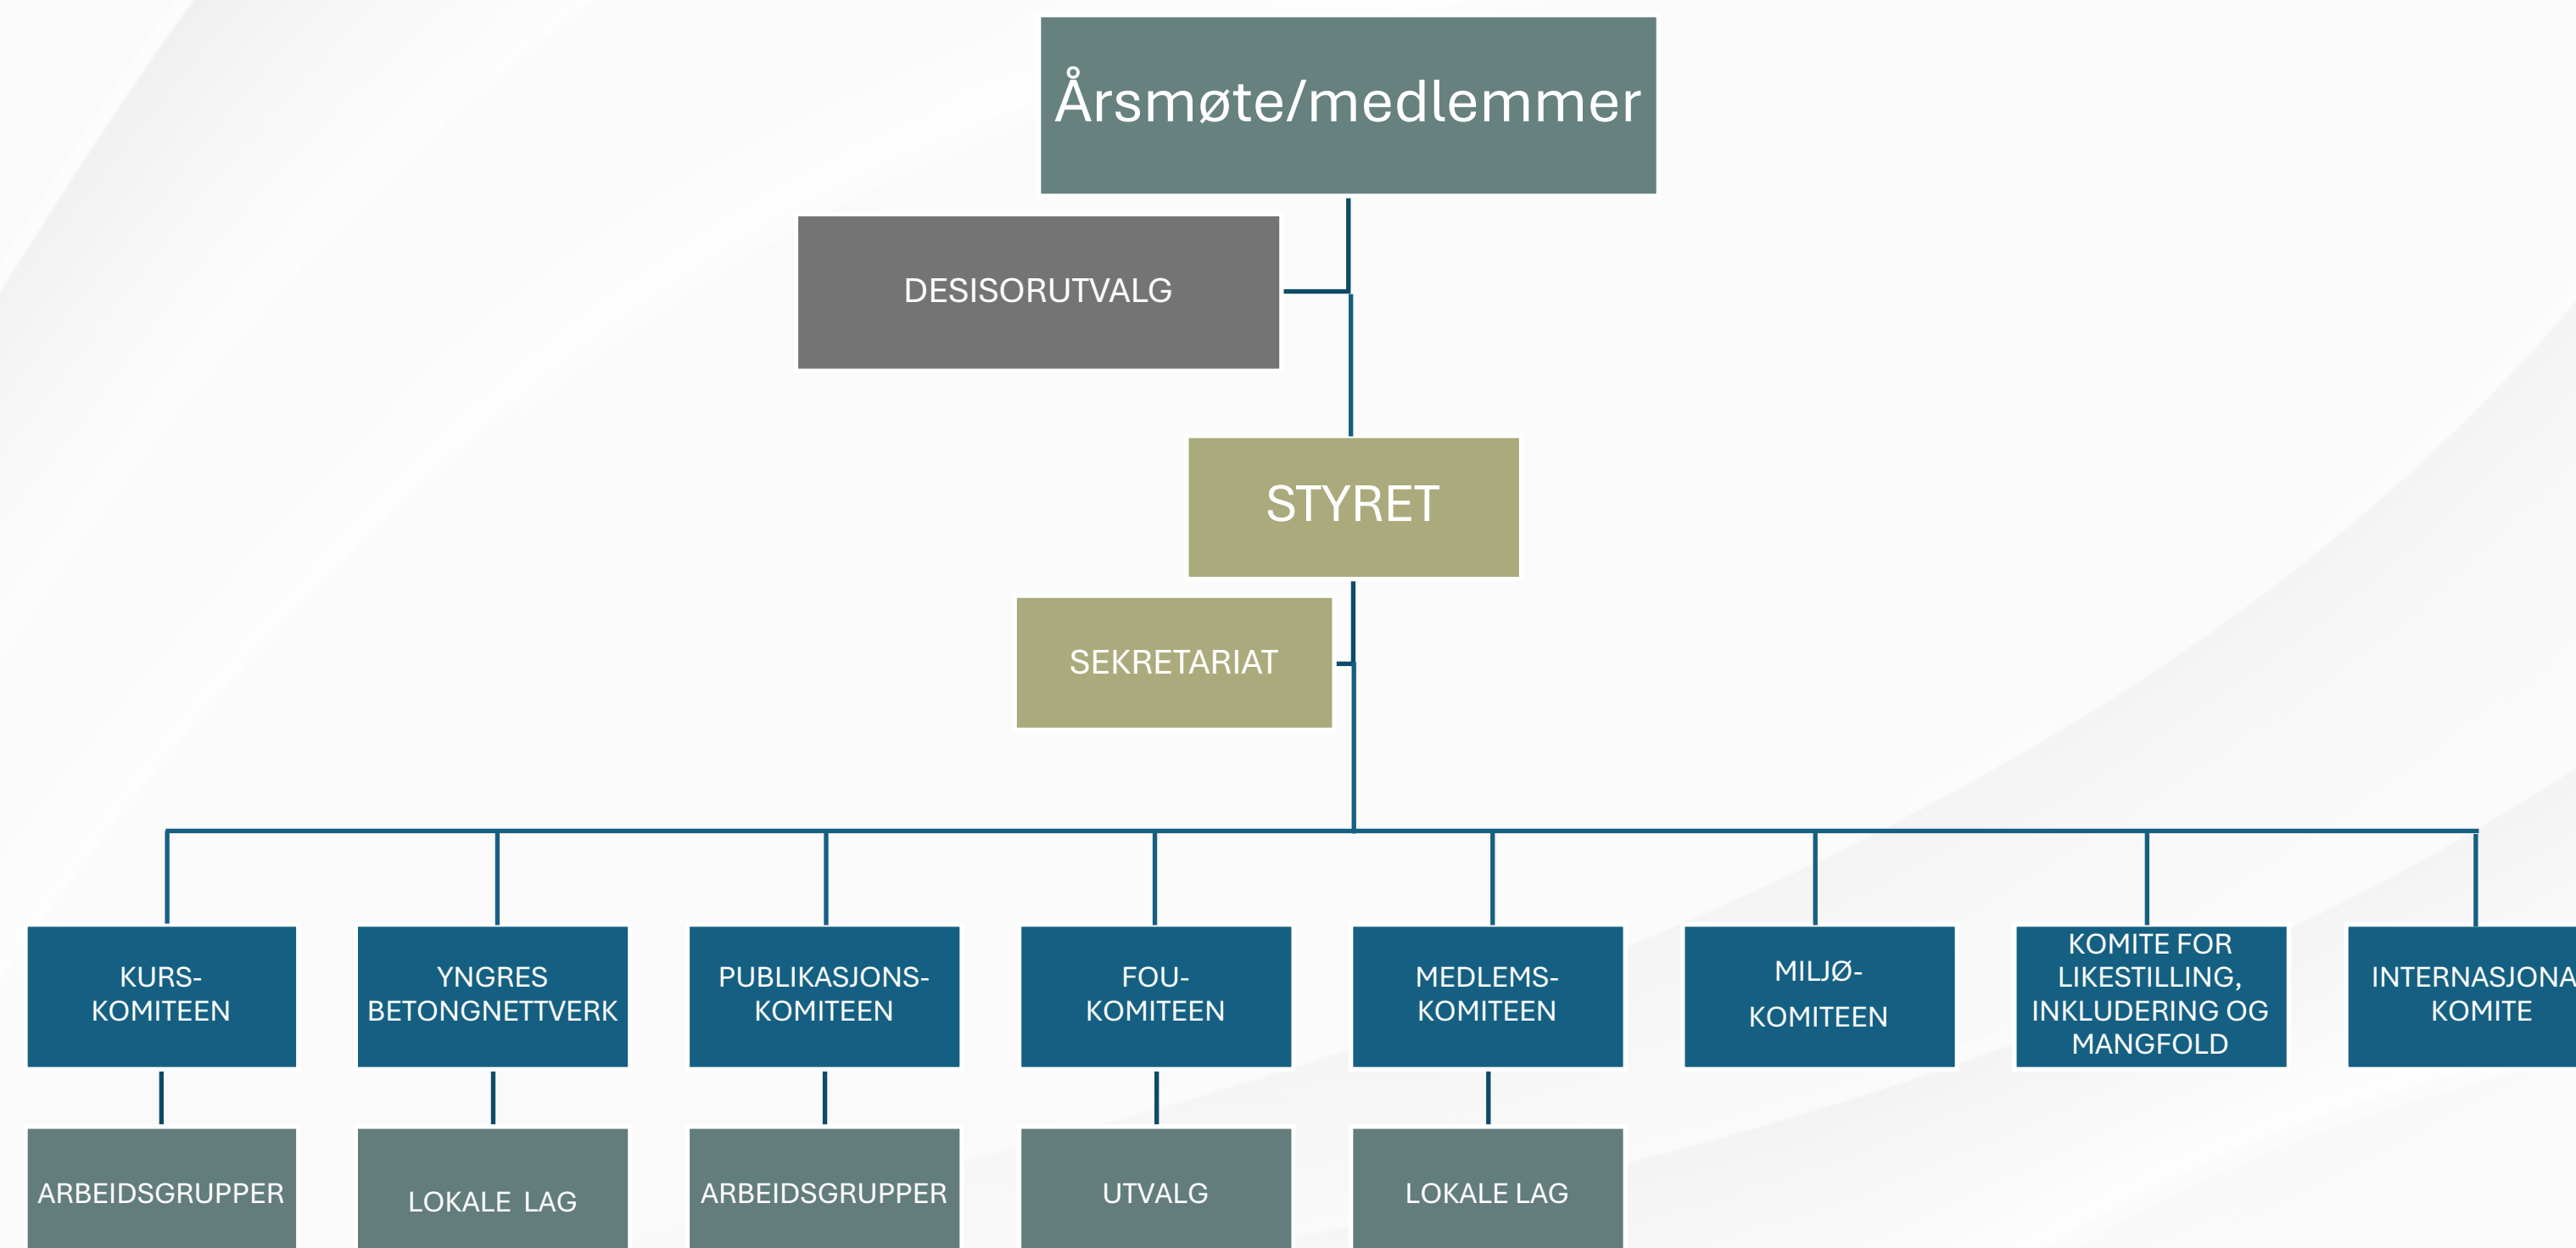 Årsmøte/medlemmer
DESISORUTVALG
STYRET
SEKRETARIAT
KURS-
KOMITEEN
YNGRES
BETONGNETTVERK
PUBLIKASJONS-
KOMITEEN
FOU-
KOMITEEN
MEDLEMS-
KOMITEEN
MILJØ-
KOMITEEN
KOMITE FOR
LIKESTILLING,
INKLUDERING OG
MANGFOLD
INTERNASJONA
KOMITE
ARBEIDSGRUPPER
LOKALE  LAG
ARBEIDSGRUPPER
UTVALG
LOKALE LAG